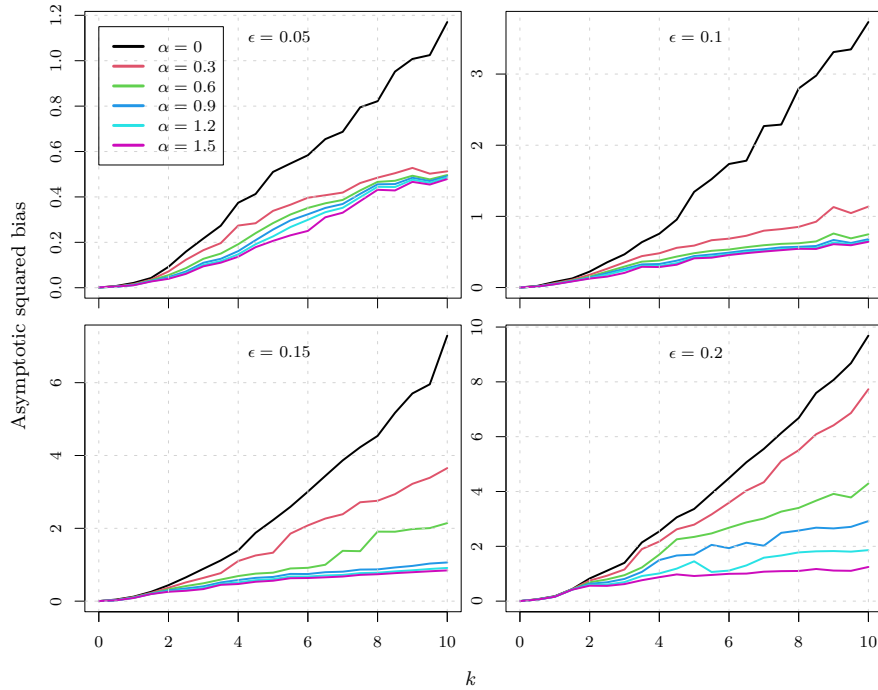 Asymptotic squared bias
ϵ = 0.05
α = 0
α = 0.3
α = 0.6
α = 0.9
α = 1.2
α = 1.5
0.0 0.2 0.4 0.6 0.8 1.0 1.2
ϵ = 0.1
0 1 2 3
ϵ = 0.15
0 2 4 6
0 2 4 6 8 10
ϵ = 0.2
0 2 4 6 8 10
0 2 4 6 8 10
k